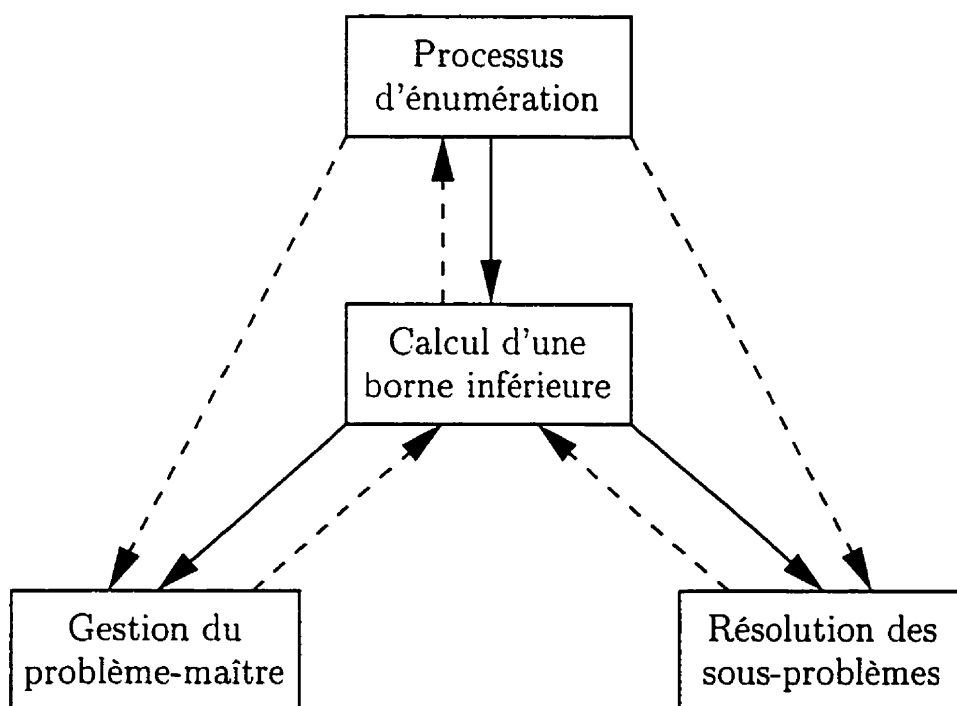 Processus
d'énumération
Calcul d'une
borne inférieure
Gestion du
problème-maître
Résolution des
sous-problèmes